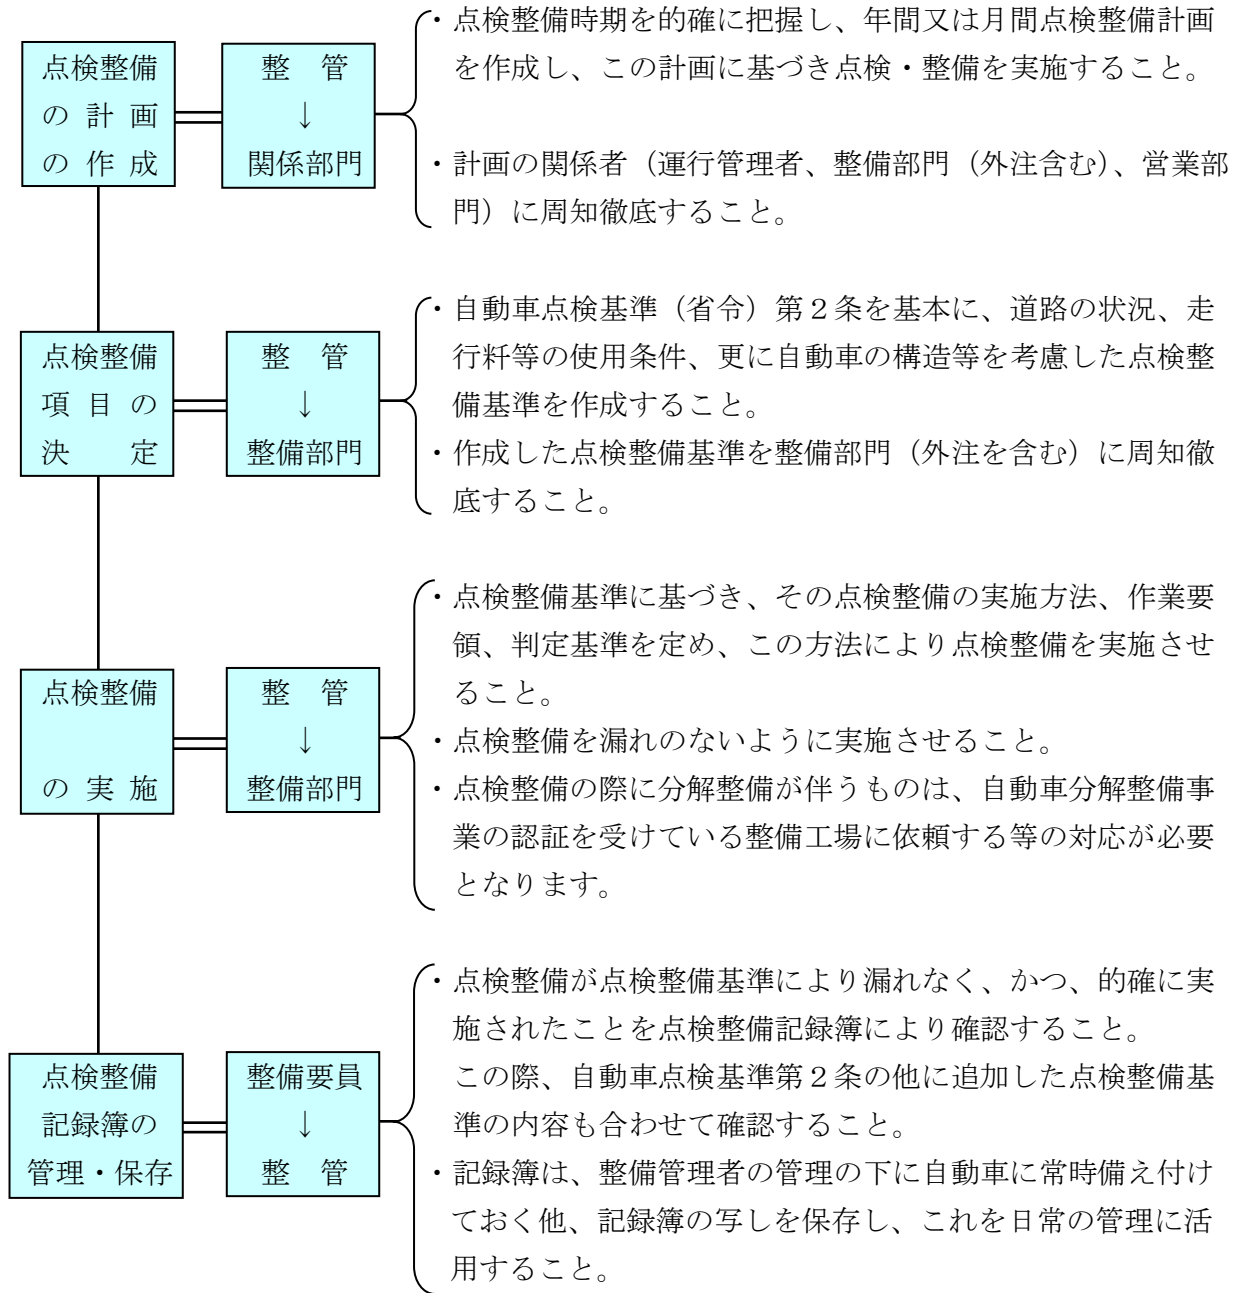 点検整備
の計画
の作成
整管
↓
関係部門
・点検整備時期を的確に把握し、年間又は月間点検整備計画
を作成し、この計画に基づき点検・整備を実施すること。
・計画の関係者（運行管理者、整備部門（外注含む）、営業部
門）に周知徹底すること。
点検整備
項目の
決定
整管
↓
整備部門
・自動車点検基準（省令）第２条を基本に、道路の状況、走
行粁等の使用条件、更に自動車の構造等を考慮した点検整
備基準を作成すること。
・作成した点検整備基準を整備部門（外注を含む）に周知徹
底すること。
点検整備
の実施
整管
↓
整備部門
・点検整備基準に基づき、その点検整備の実施方法、作業要
領、判定基準を定め、この方法により点検整備を実施させ
ること。
・点検整備を漏れのないように実施させること。
・点検整備の際に分解整備が伴うものは、自動車分解整備事
業の認証を受けている整備工場に依頼する等の対応が必要
となります。
点検整備
記録簿の
管理・保存
整備要員
↓
整管
・点検整備が点検整備基準により漏れなく、かつ、的確に実
施されたことを点検整備記録簿により確認すること。
この際、自動車点検基準第２条の他に追加した点検整備基
準の内容も合わせて確認すること。
・記録簿は、整備管理者の管理の下に自動車に常時備え付け
ておく他、記録簿の写しを保存し、これを日常の管理に活
用すること。